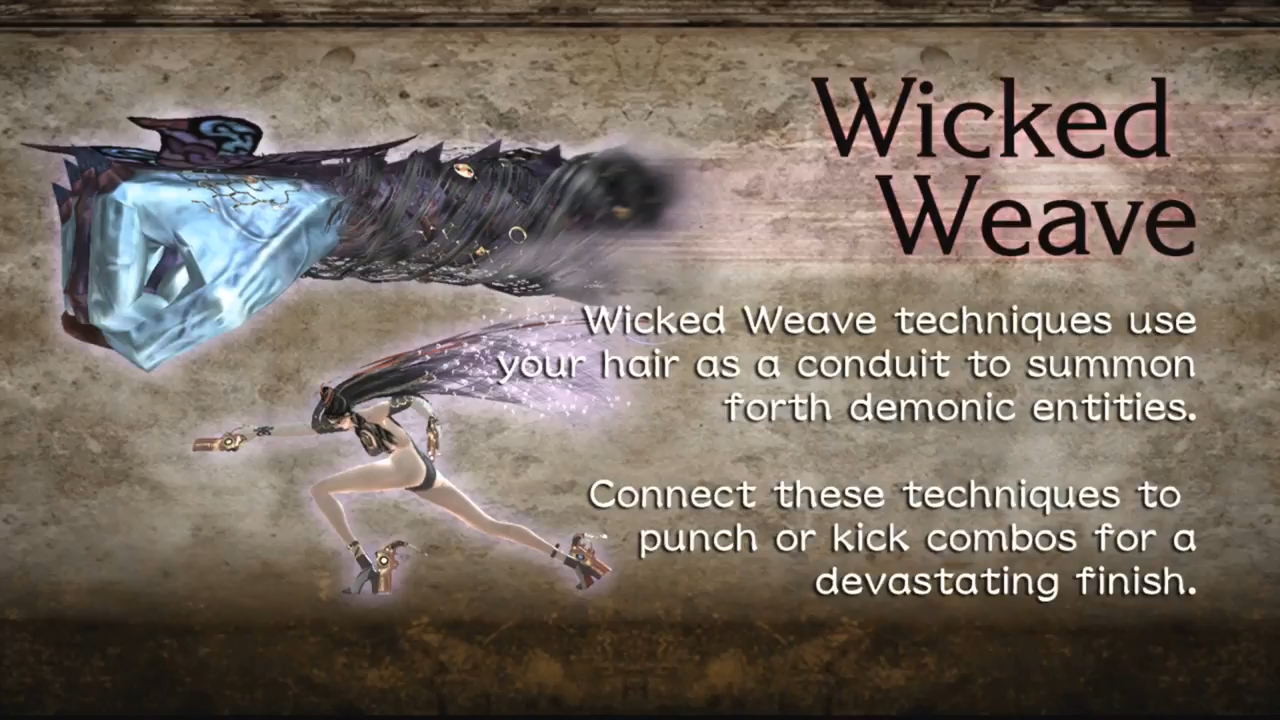 Wicked
Weave
Wicked Weave techniques use
your hair as a conduit to summon
forth demonic entities.
Connect these techniques to
punch or kick combos for a
devastating finish.